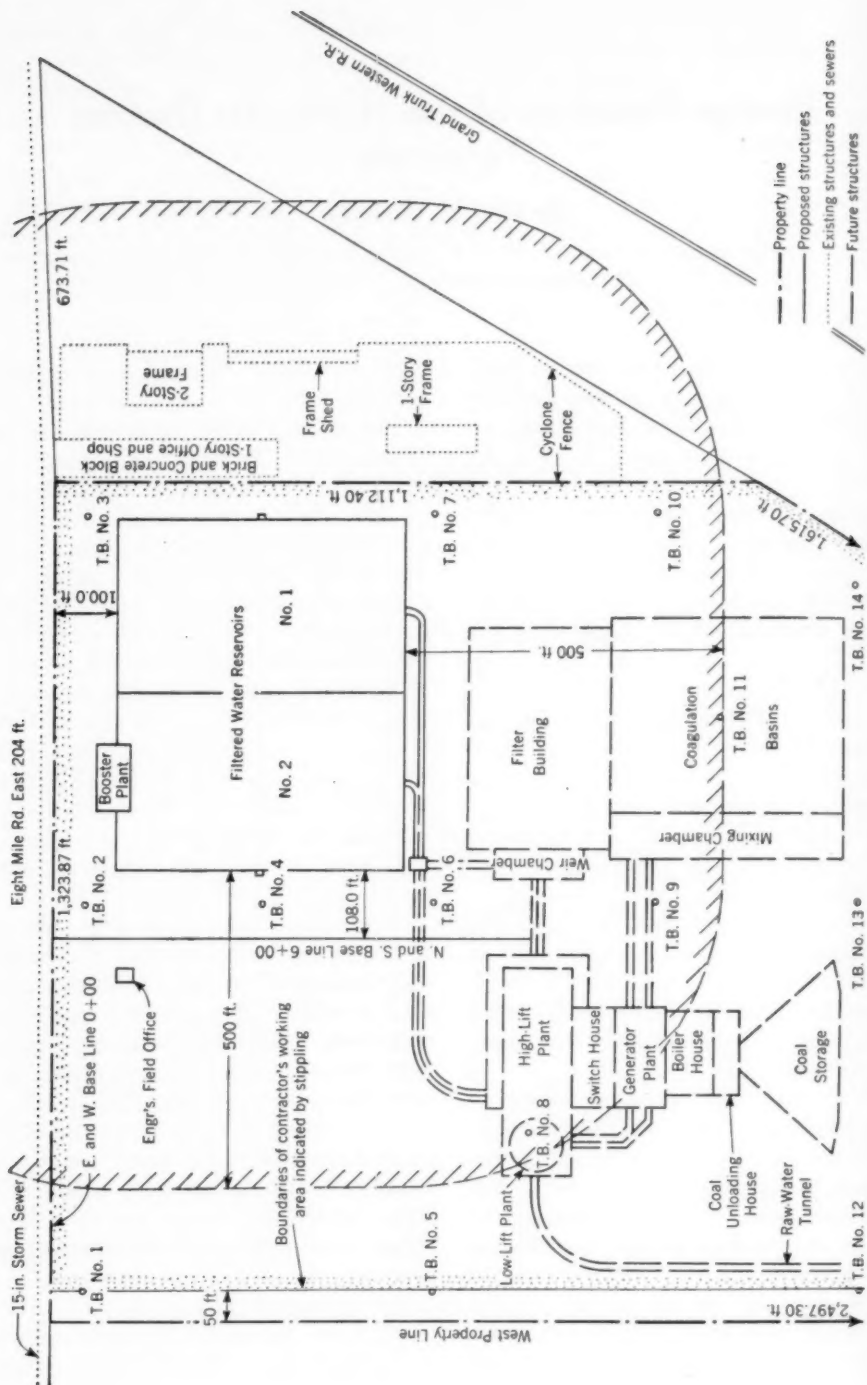 Eight Mile Rd. East 204 ft.
15-in. Storm Sewer
1,323.87 ft.
673.71 ft.
E. and W. Base Line 0+00
100.0 ft.
T.B. No. 1
T.B. No. 2
T.B. No. 3
Engr's. Field Office
Booster
Plant
Brick and Concrete Block
1-Story Office and Shop
2-Story
Frame
Frame
Shed
1-Story
Frame
Cyclone
Fence
Grand Trunk Western R.R.
500 ft.
T.B. No. 4
108.0 ft.
N. and S. Base Line 6+00
Filtered Water Reservoirs
No. 2
No. 1
1,112.40 ft.
Boundaries of contractor's working
area indicated by stippling
50 ft.
West Property Line
T.B. No. 5
T.B. No. 6
T.B. No. 7
Low-Lift Plant
T.B. No. 8
High-Lift
Plant
Weir Chamber
Filter
Building
500 ft.
Switch House
Generator
Plant
Boiler
House
T.B. No. 9
Mixing Chamber
Coagulation
Basins
T.B. No. 11
T.B. No. 10
1,615.70 ft.
Coal
Unloading
House
Coal
Storage
Raw-Water
Tunnel
2,497.30 ft.
T.B. No. 12
T.B. No. 13
T.B. No. 14
Property line
Proposed structures
Existing structures and sewers
Future structures